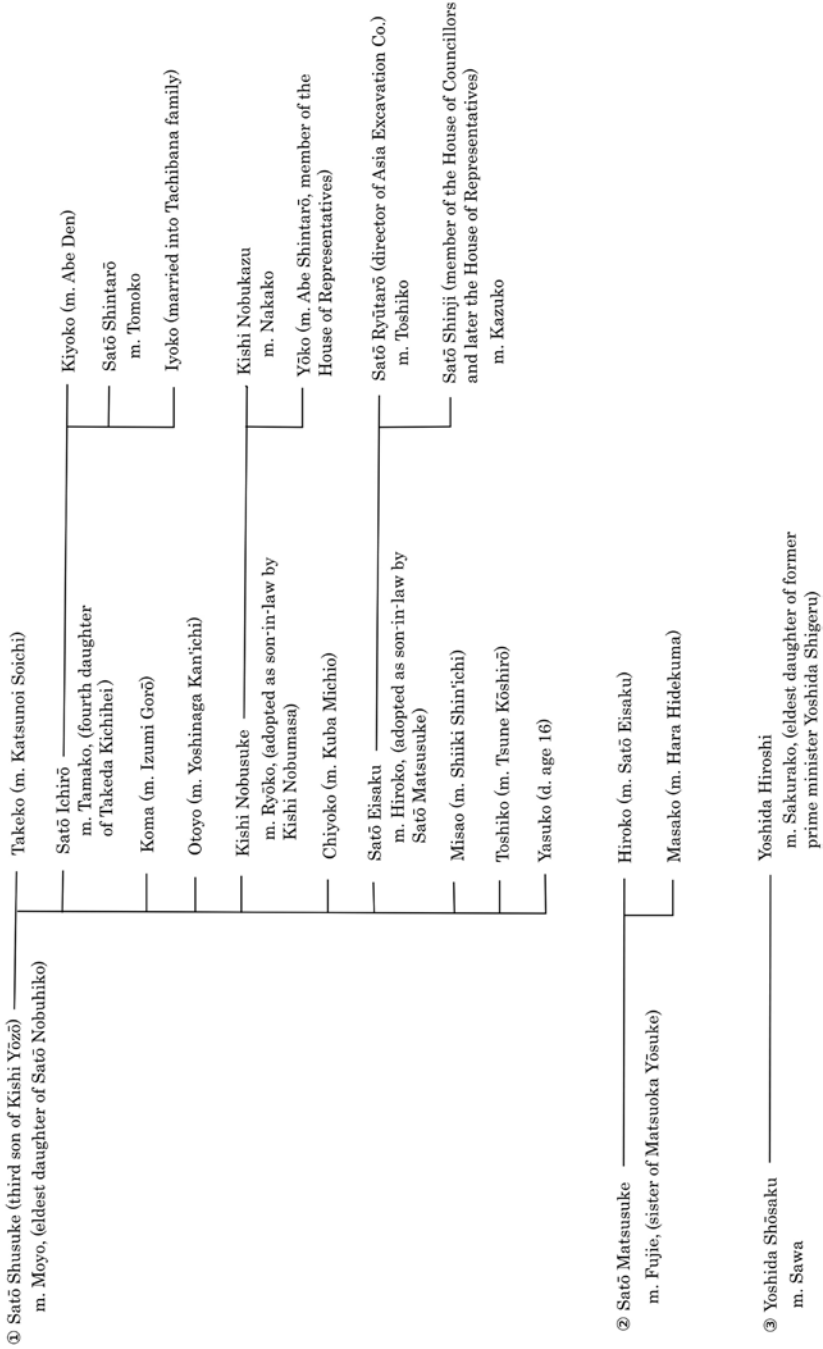 ① Satō Shusuke (third son of Kishi Yōzō)
m. Moyo, (eldest daughter of Satō Nobuhiko)
Takeko (m. Katsunoi Soichi)
Satō Ichirō
m. Tamako, (fourth daughter
of Takeda Kichihei)
Kiyoko (m. Abe Den)
Satō Shintarō
m. Tomoko
Iyoko (married into Tachibana family)
Koma (m. Izumi Gorō)
Otoyo (m. Yoshinaga Kan'ichi)
Kishi Nobusuke
m. Ryōko, (adopted as son-in-law by
Kishi Nobumasa)
Kishi Nobukazu
m. Nakako
Yōko (m. Abe Shintarō, member of the
House of Representatives)
Chiyoko (m. Kuba Michio)
Satō Eisaku
m. Hiroko, (adopted as son-in-law by
Satō Matsusuke)
Satō Ryūtarō (director of Asia Excavation Co.)
m. Toshiko
Satō Shinji (member of the House of Councillors
and later the House of Representatives)
m. Kazuko
Misao (m. Shiiki Shin'ichi)
Toshiko (m. Tsune Kōshirō)
Yasuko (d. age 16)
② Satō Matsusuke
m. Fujie, (sister of Matsuoka Yōsuke)
Hiroko (m. Satō Eisaku)
Masako (m. Hara Hidekuma)
③ Yoshida Shōsaku
m. Sawa
Yoshida Hiroshi
m. Sakurako, (eldest daughter of former
prime minister Yoshida Shigeru)